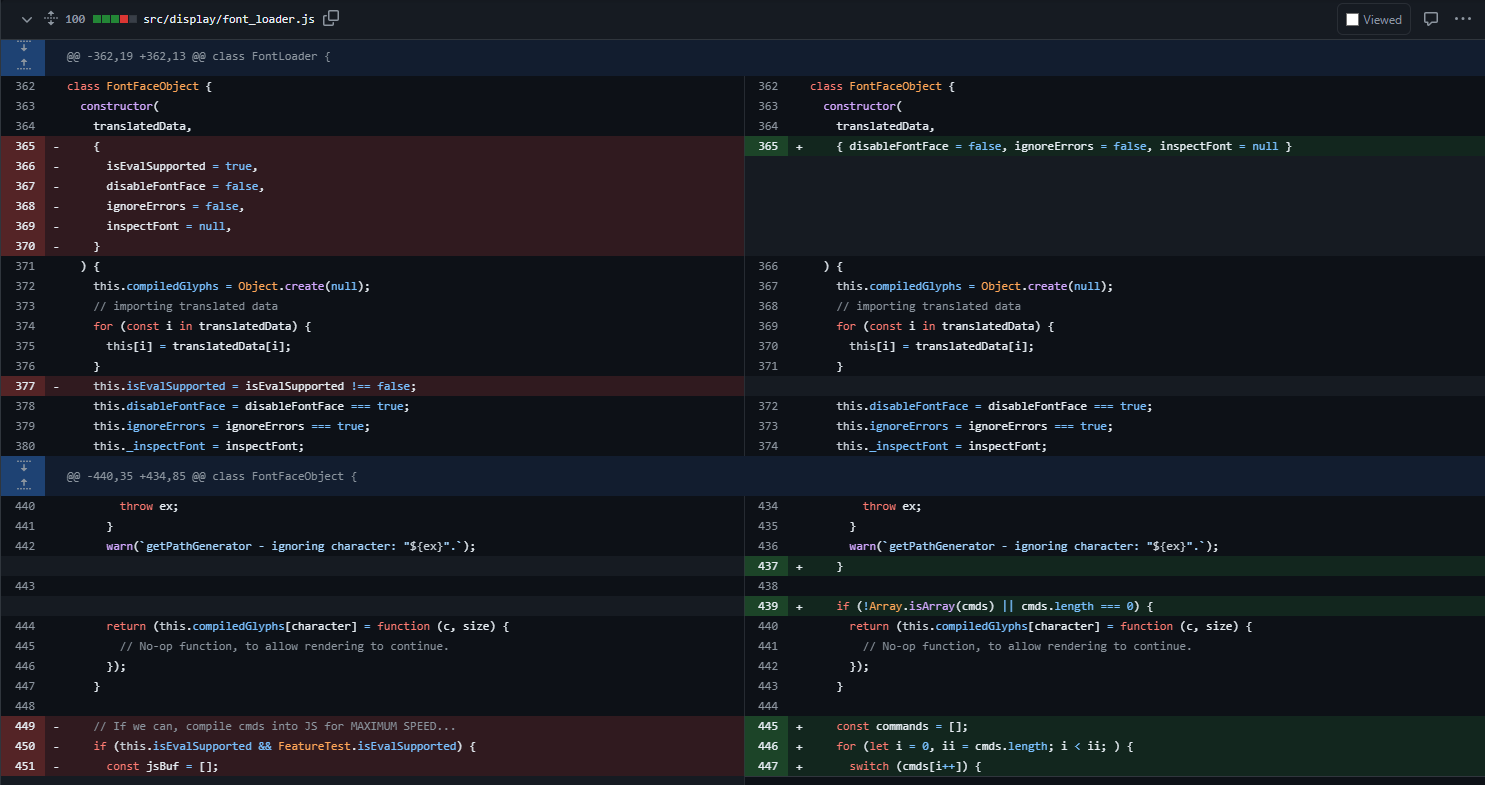 100 src/display/font_loader.js Viewed
@@ -362,19 +362,13 @@ class FontLoader {
362 class FontFaceObject { 362 class FontFaceObject {
363 constructor( 363 constructor(
364 translatedData, 364 translatedData,
365 - { 365 + { disableFontFace = false, ignoreErrors = false, inspectFont = null }
366 - isEvalSupported = true,
367 - disableFontFace = false,
368 - ignoreErrors = false,
369 - inspectFont = null,
370 - }
371 ) { 366 ) {
372 this.compiledGlyphs = Object.create(null); 367 this.compiledGlyphs = Object.create(null);
373 // importing translated data 368 // importing translated data
374 for (const i in translatedData) { 369 for (const i in translatedData) {
375 this[i] = translatedData[i]; 370 this[i] = translatedData[i];
376 } 371 }
377 - this.isEvalSupported = isEvalSupported !== false;
378 this.disableFontFace = disableFontFace === true; 372 this.disableFontFace = disableFontFace === true;
379 this.ignoreErrors = ignoreErrors === true; 373 this.ignoreErrors = ignoreErrors === true;
380 this._inspectFont = inspectFont; 374 this._inspectFont = inspectFont;
@@ -440,35 +434,85 @@ class FontFaceObject {
440 throw ex; 434 throw ex;
441 } 435 }
442 warn(`getPathGenerator - ignoring character: "${ex}".`); 436 warn(`getPathGenerator - ignoring character: "${ex}".`);
437 + }
443 438
439 + if (!Array.isArray(cmds) || cmds.length === 0) {
444 return (this.compiledGlyphs[character] = function (c, size) { 440 return (this.compiledGlyphs[character] = function (c, size) {
445 // No-op function, to allow rendering to continue. 441 // No-op function, to allow rendering to continue.
446 }); 442 });
447 } 443 }
448 444
449 - // If we can, compile cmds into JS for MAXIMUM SPEED... 445 + const commands = [];
450 - if (this.isEvalSupported && FeatureTest.isEvalSupported) { 446 + for (let i = 0, ii = cmds.length; i < ii; ) {
451 - const jsBuf = []; 447 + switch (cmds[i++]) {